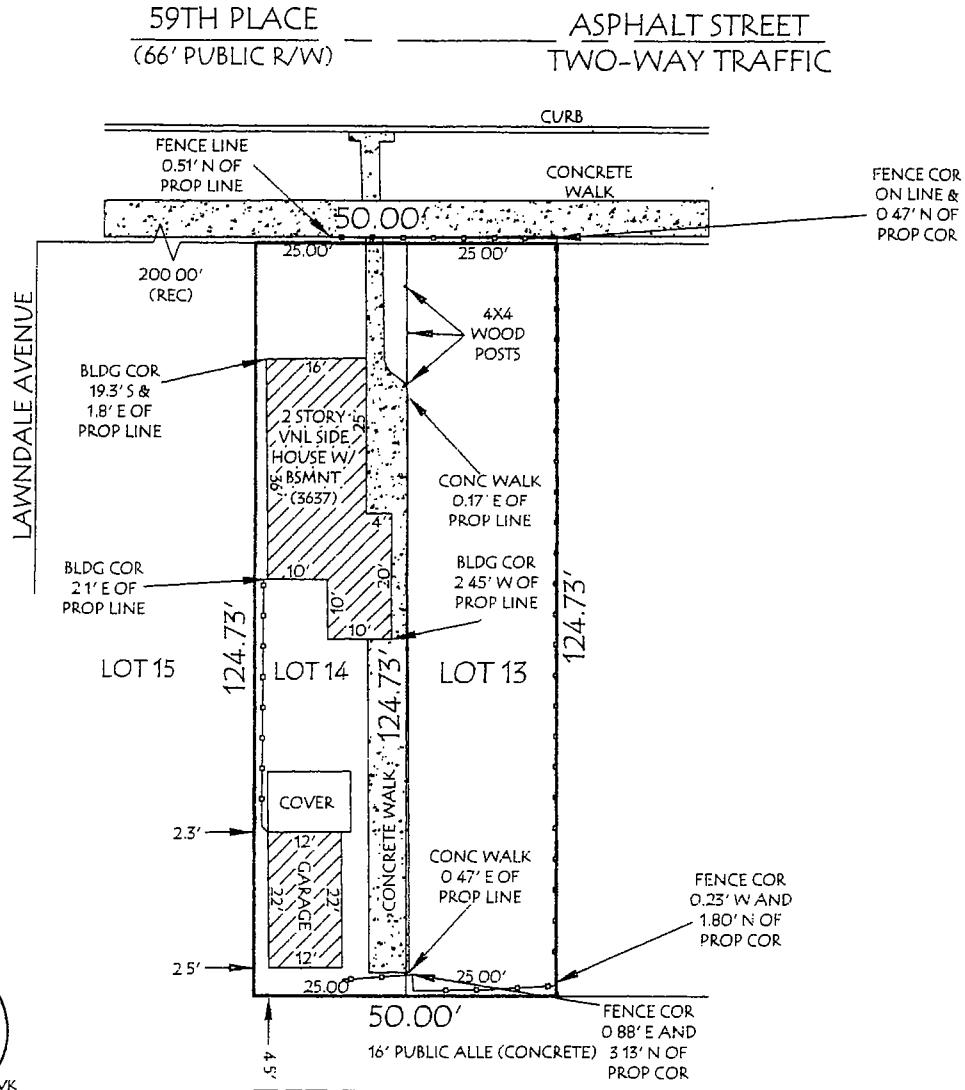 59TH PLACE
(66' PUBLIC R/W)
ASPHALT STREET
TWO-WAY TRAFFIC
CURB
FENCE LINE
0.51' N OF
PROP LINE
CONCRETE
WALK
FENCE COR
ON LINE &
0 47' N OF
PROP COR
50.00'
25.00'
25 00'
200 00'
(REC)
LAWNDALE AVENUE
4X4
WOOD
POSTS
BLDG COR
19.3' S &
1.8' E OF
PROP LINE
16'
2 STORY
VNL SIDE
HOUSE W/
BSMNT
(3637)
25'
36'
CONC WALK
0.17' E OF
PROP LINE
4'
BLDG COR
2 1' E OF
PROP LINE
10'
10'
10'
20'
BLDG COR
2 45' W OF
PROP LINE
124.73'
124.73'
124.73'
LOT 15
LOT 14
LOT 13
COVER
CONCRETE WALK
2.3'
12'
GARAGE
22'
22'
12'
2 5'
CONC WALK
0 47' E OF
PROP LINE
FENCE COR
0.23' W AND
1.80' N OF
PROP COR
25.00'
25.00'
50.00'
FENCE COR
0 88' E AND
3 13' N OF
PROP COR
16' PUBLIC ALLE (CONCRETE)
4.5'